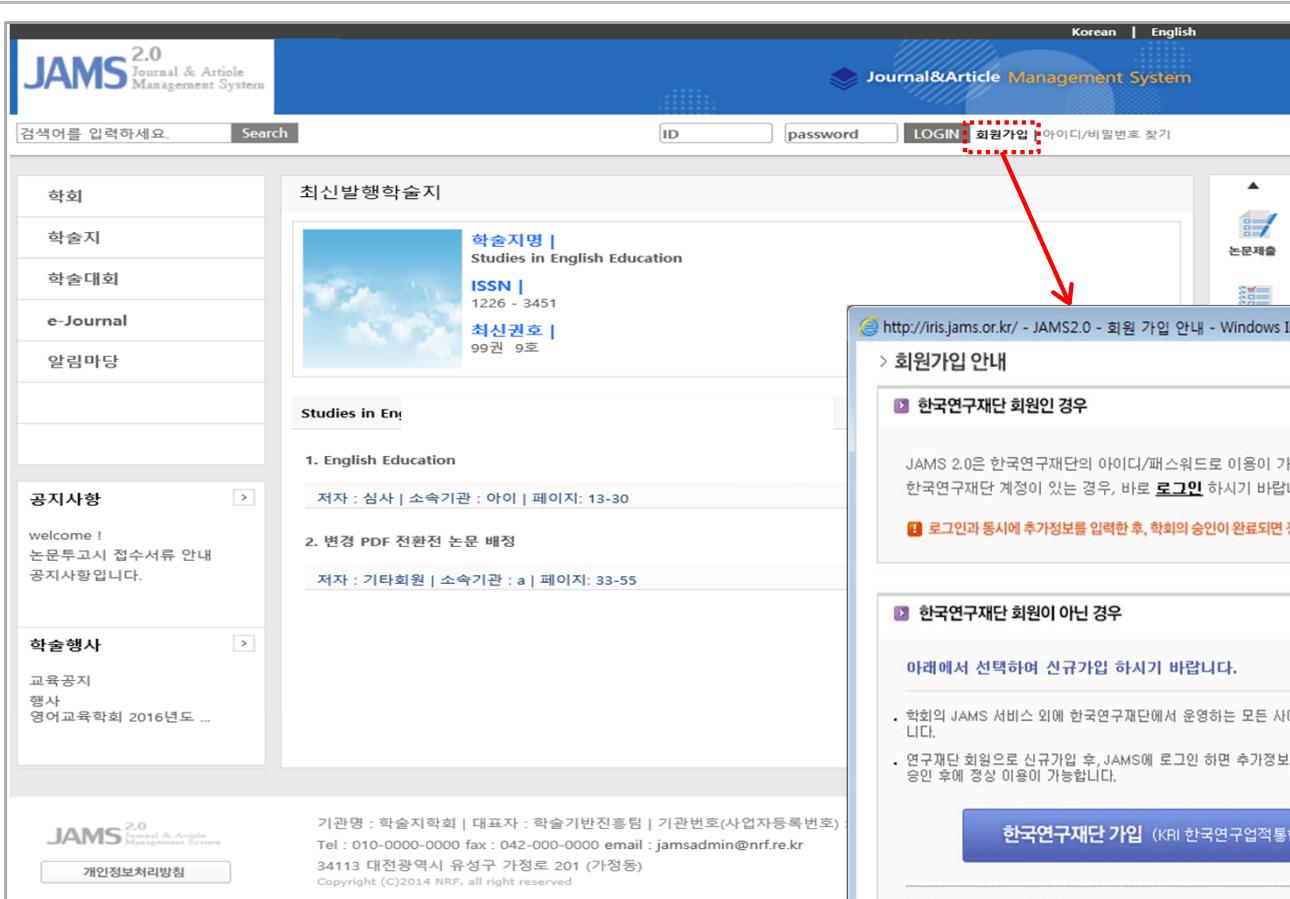 Korean | English
JAMS 2.0
Journal & Article
Management System
Journal&Article Management System
검색어를 입력하세요. Search
ID password LOGIN 회원가입 | 아이디/비밀번호 찾기
학회
학술지
학술대회
e-Journal
알림마당
최신발행학술지
학술지명 |
Studies in English Education
ISSN |
1226 - 3451
최신권호 |
99권 9호
논문제출
Studies in Eng
1. English Education
저자 : 심사 | 소속기관 : 아이 | 페이지: 13-30
2. 변경 PDF 전환전 논문 배정
저자 : 기타회원 | 소속기관 : a | 페이지: 33-55
공지사항 >
welcome !
논문투고시 접수서류 안내
공지사항입니다.
학술행사 >
교육공지
행사
영어교육학회 2016년도 ...
http://iris.jams.or.kr/ - JAMS2.0 - 회원 가입 안내 - Windows I
> 회원가입 안내
한국연구재단 회원인 경우
JAMS 2.0은 한국연구재단의 아이디/패스워드로 이용이 가
한국연구재단 계정이 있는 경우, 바로 로그인 하시기 바랍
로그인과 동시에 추가정보를 입력한 후, 학회의 승인이 완료되면
한국연구재단 회원이 아닌 경우
아래에서 선택하여 신규가입 하시기 바랍니다.
• 학회의 JAMS 서비스 외에 한국연구재단에서 운영하는 모든 사
니다.
• 연구재단 회원으로 신규가입 후, JAMS에 로그인 하면 추가정보
승인 후에 정상 이용이 가능합니다.
한국연구재단 가입 (KRI 한국연구업적통
JAMS 2.0
Journal & Article
Management System
개인정보처리방침
기관명 : 학술지학회 | 대표자 : 학술기반진흥팀 | 기관번호(사업자등록번호) :
Tel : 010-0000-0000 fax : 042-000-0000 email : jamsadmin@nrf.re.kr
34113 대전광역시 유성구 가정로 201 (가정동)
Copyright (C)2014 NRF. all right reserved